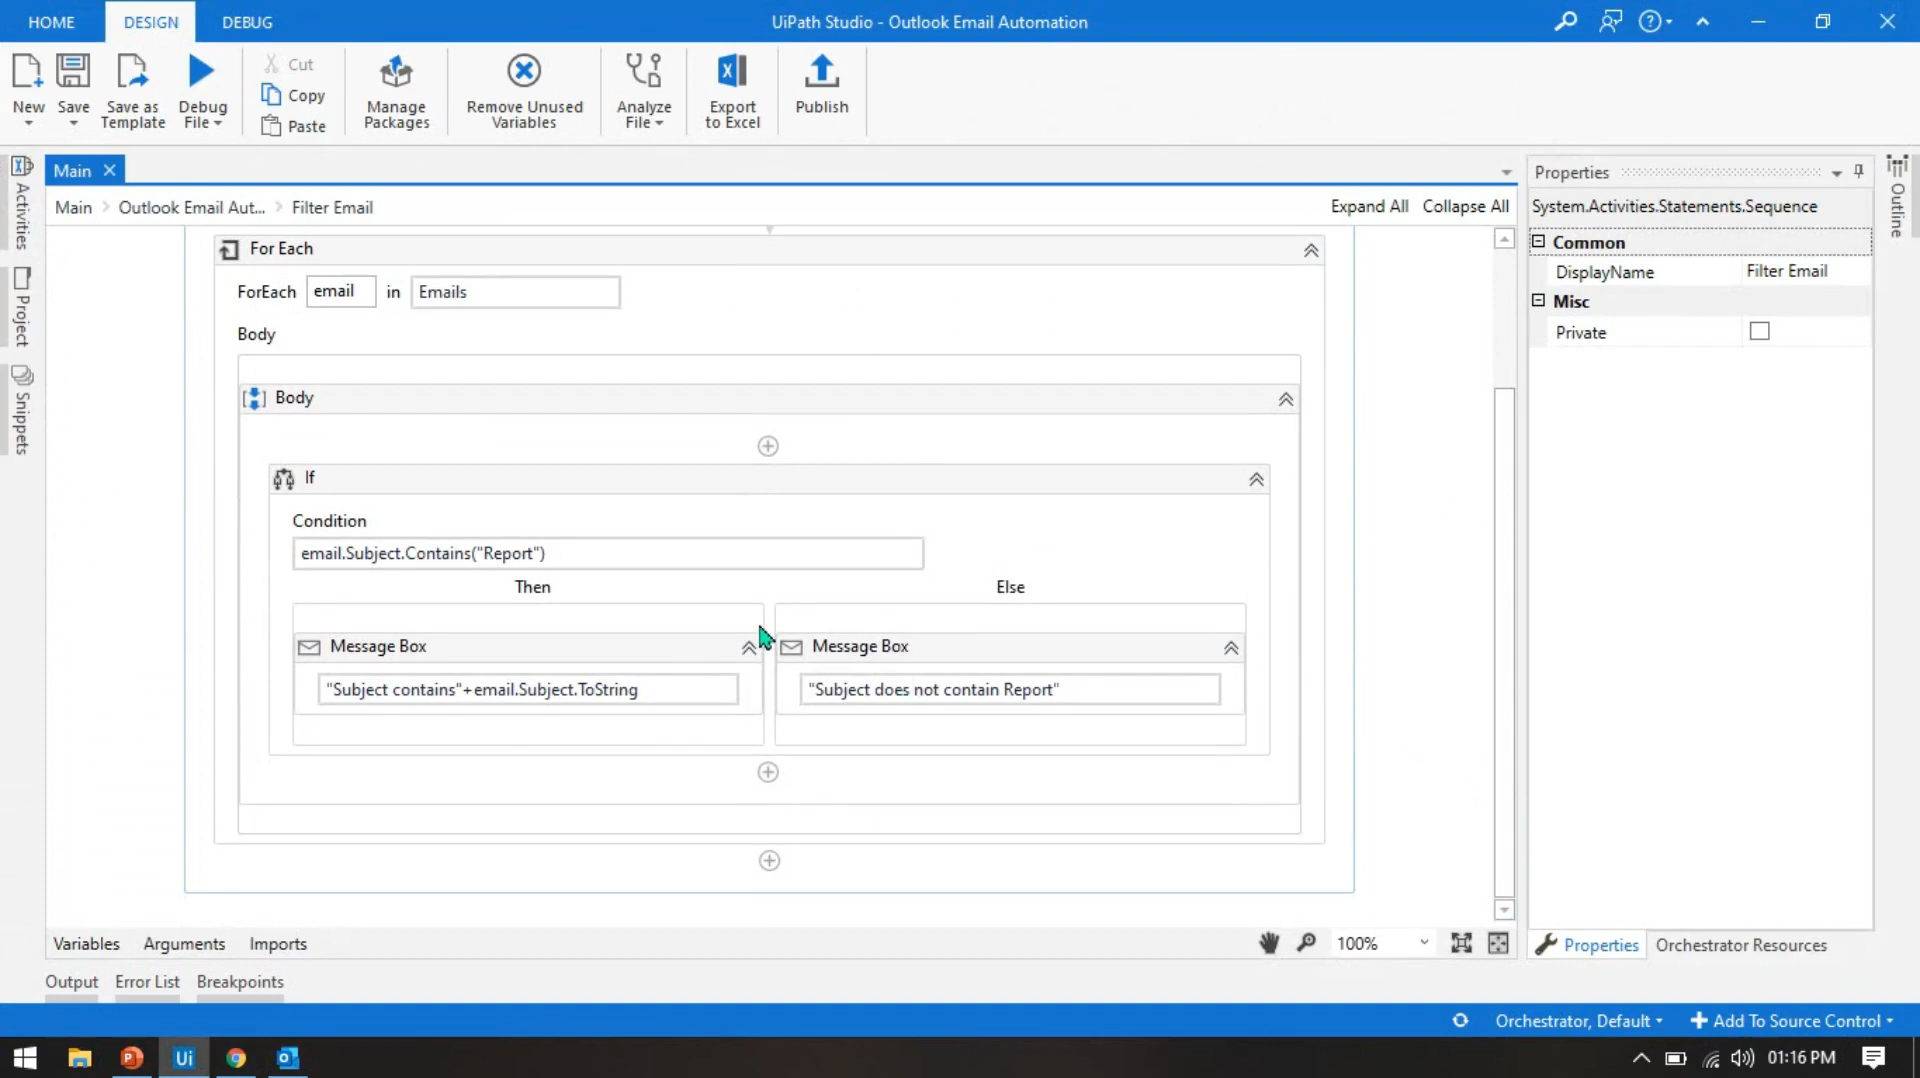 HOME DESIGN DEBUG UiPath Studio - Outlook Email Automation
New Save Save as Template Debug File Cut Copy Paste Manage Packages Remove Unused Variables Analyze File Export to Excel Publish
Main
Main Outlook Email Aut... Filter Email Expand All Collapse All
For Each
ForEach email in Emails
Body
Body
If
Condition
email.Subject.Contains("Report")
Then Else
Message Box Message Box
"Subject contains"+email.Subject.ToString "Subject does not contain Report"
Variables Arguments Imports 100%
Output Error List Breakpoints
Activities
Project
Snippets
Properties
System.Activities.Statements.Sequence
Common
DisplayName Filter Email
Misc
Private
Properties Orchestrator Resources
Outline
Orchestrator, Default Add To Source Control
P Ui 01:16 PM